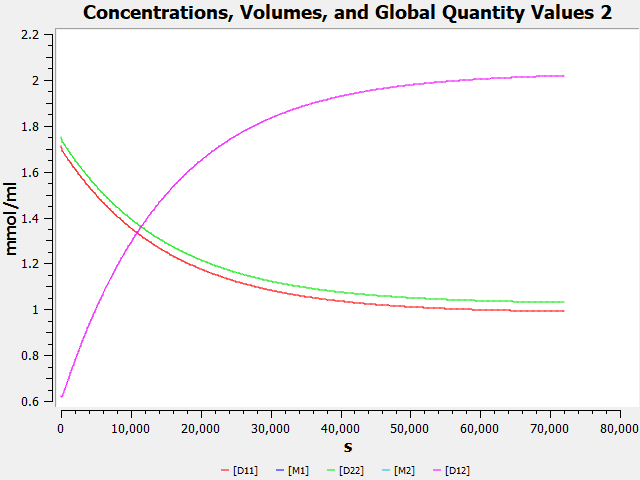 Concentrations, Volumes, and Global Quantity Values 2
2.2
2
1.8
1.6
1.4
1.2
1
0.8
0.6
mmol/ml
0 10,000 20,000 30,000 40,000 50,000 60,000 70,000 80,000
s
[D11] [M1] [D22] [M2] [D12]